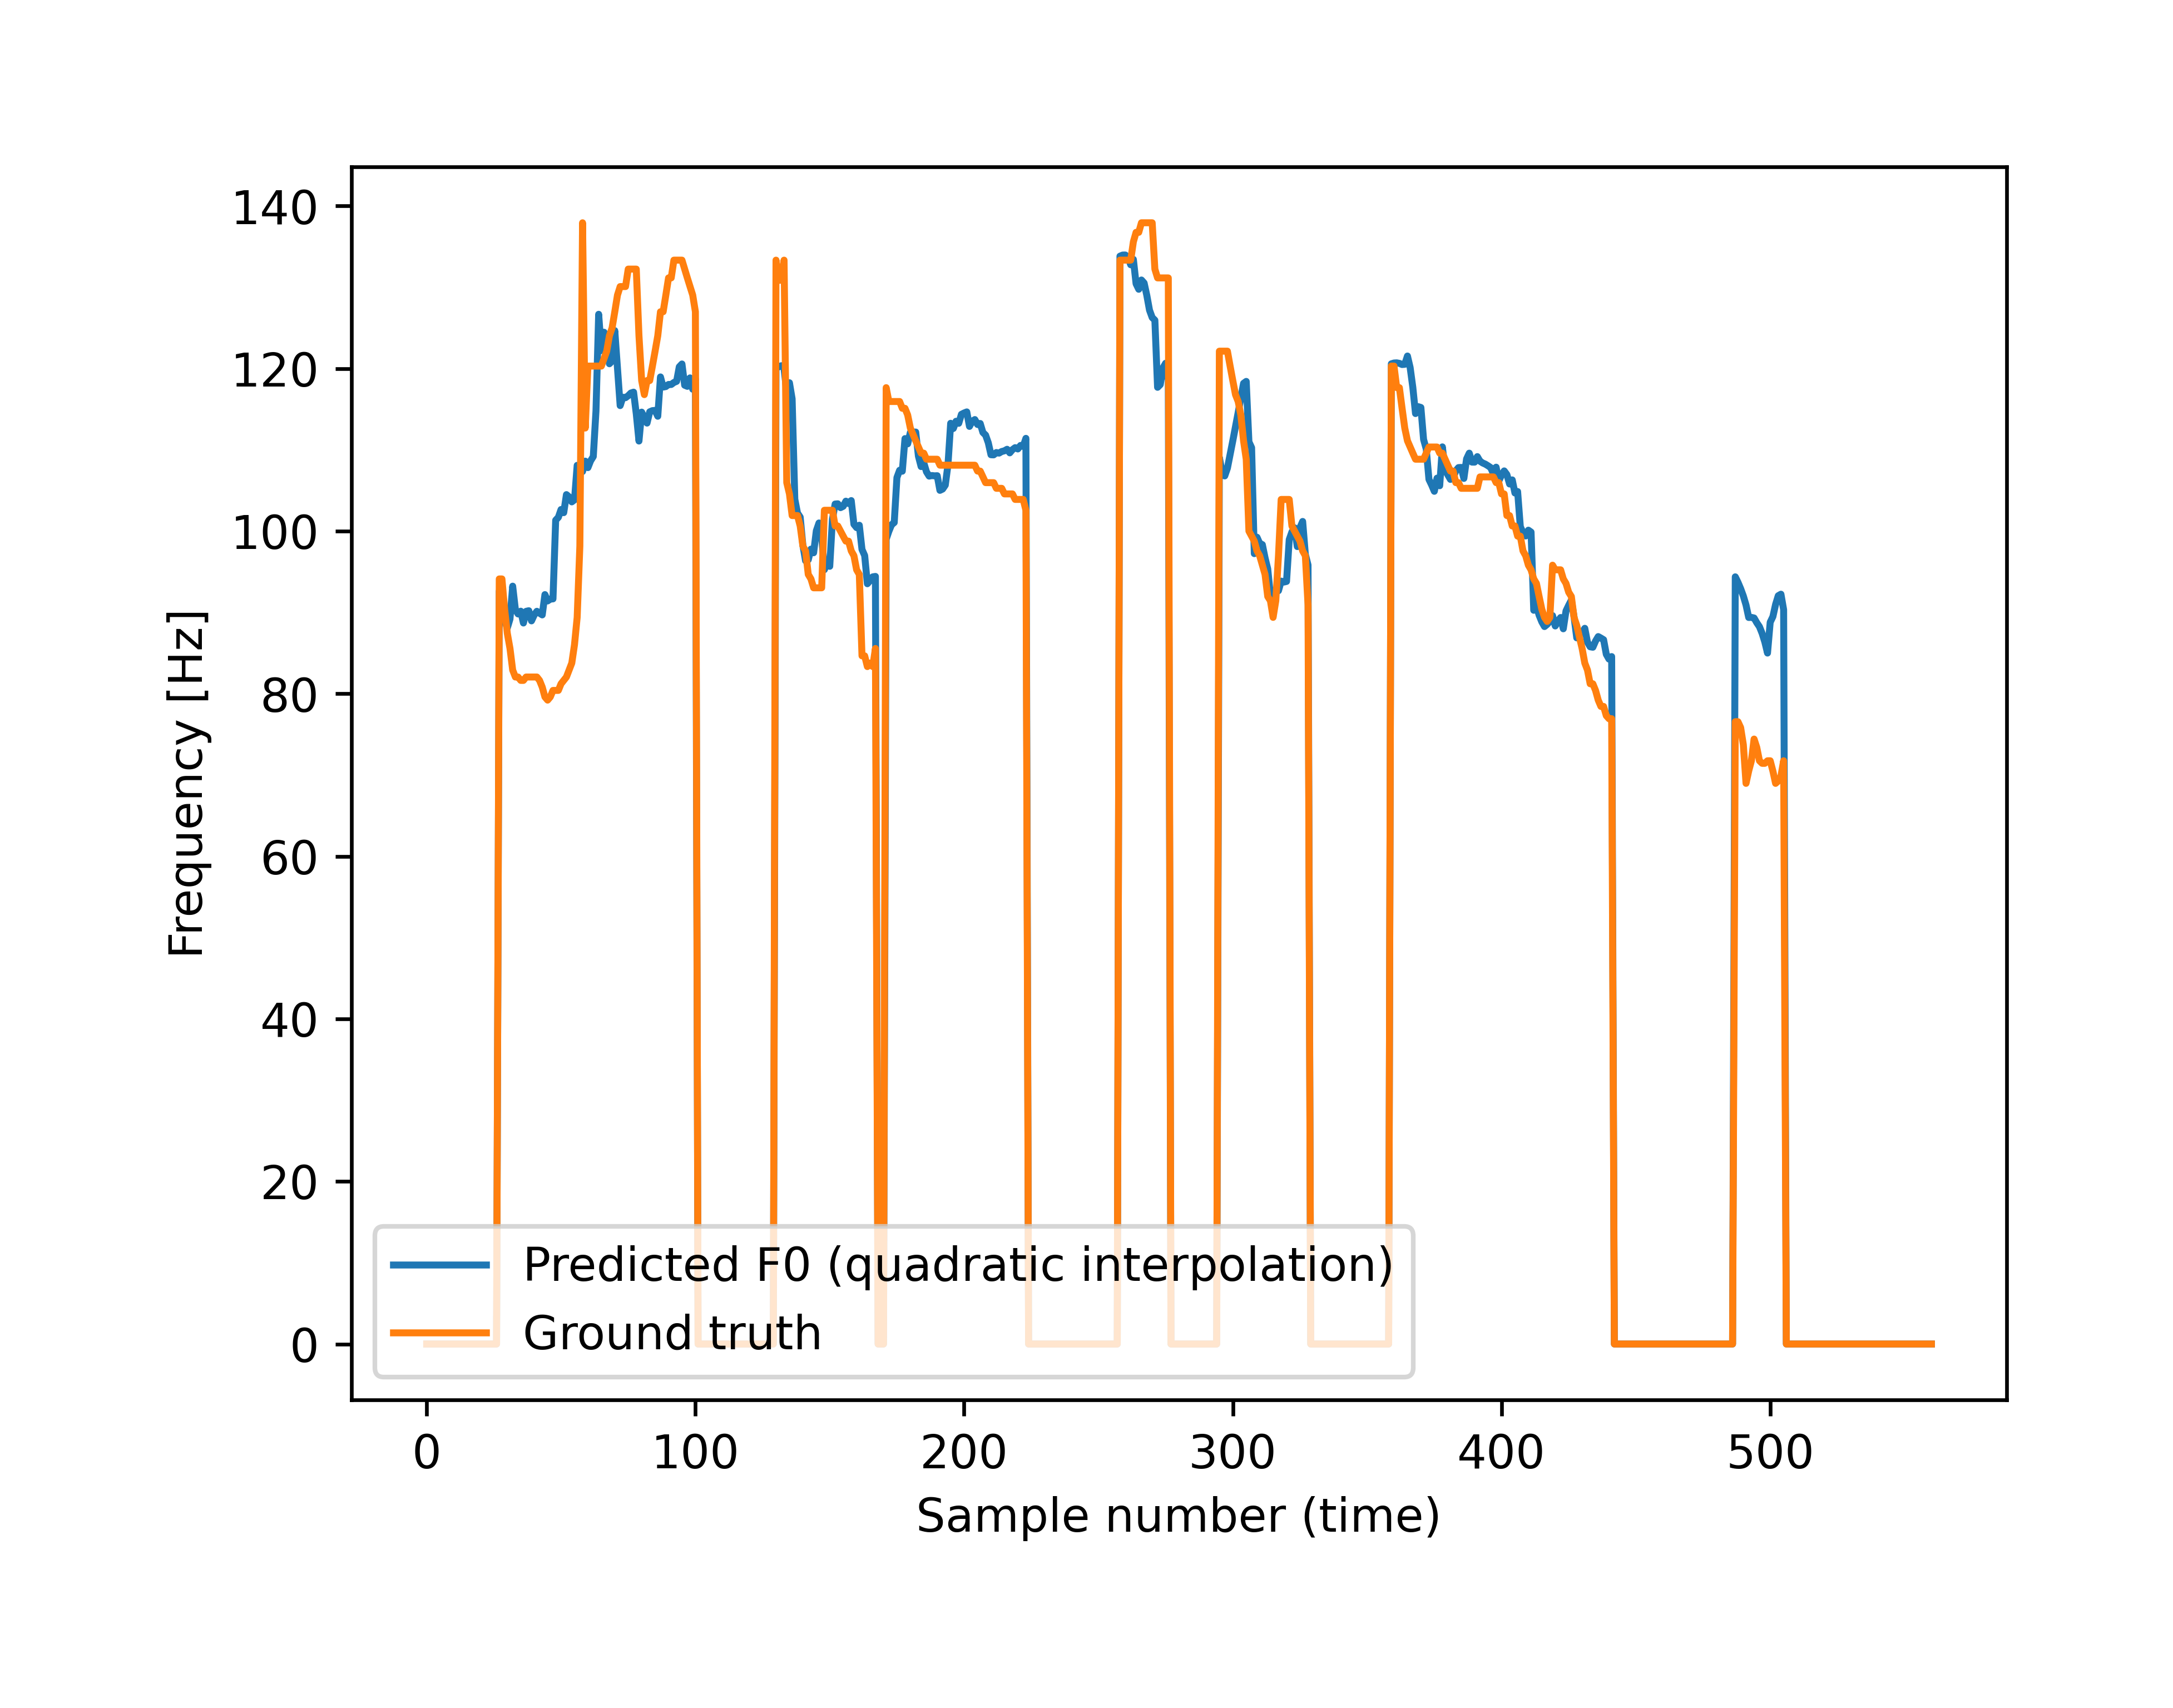 140
120
100
80
60
40
20
0
Frequency [Hz]
Predicted F0 (quadratic interpolation)
Ground truth
0 100 200 300 400 500
Sample number (time)